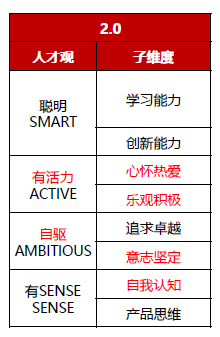 2.0
人才观 子维度
聪明
SMART
学习能力
创新能力
有活力
ACTIVE
心怀热爱
乐观积极
自驱
AMBITIOUS
追求卓越
意志坚定
有SENSE
SENSE
自我认知
产品思维